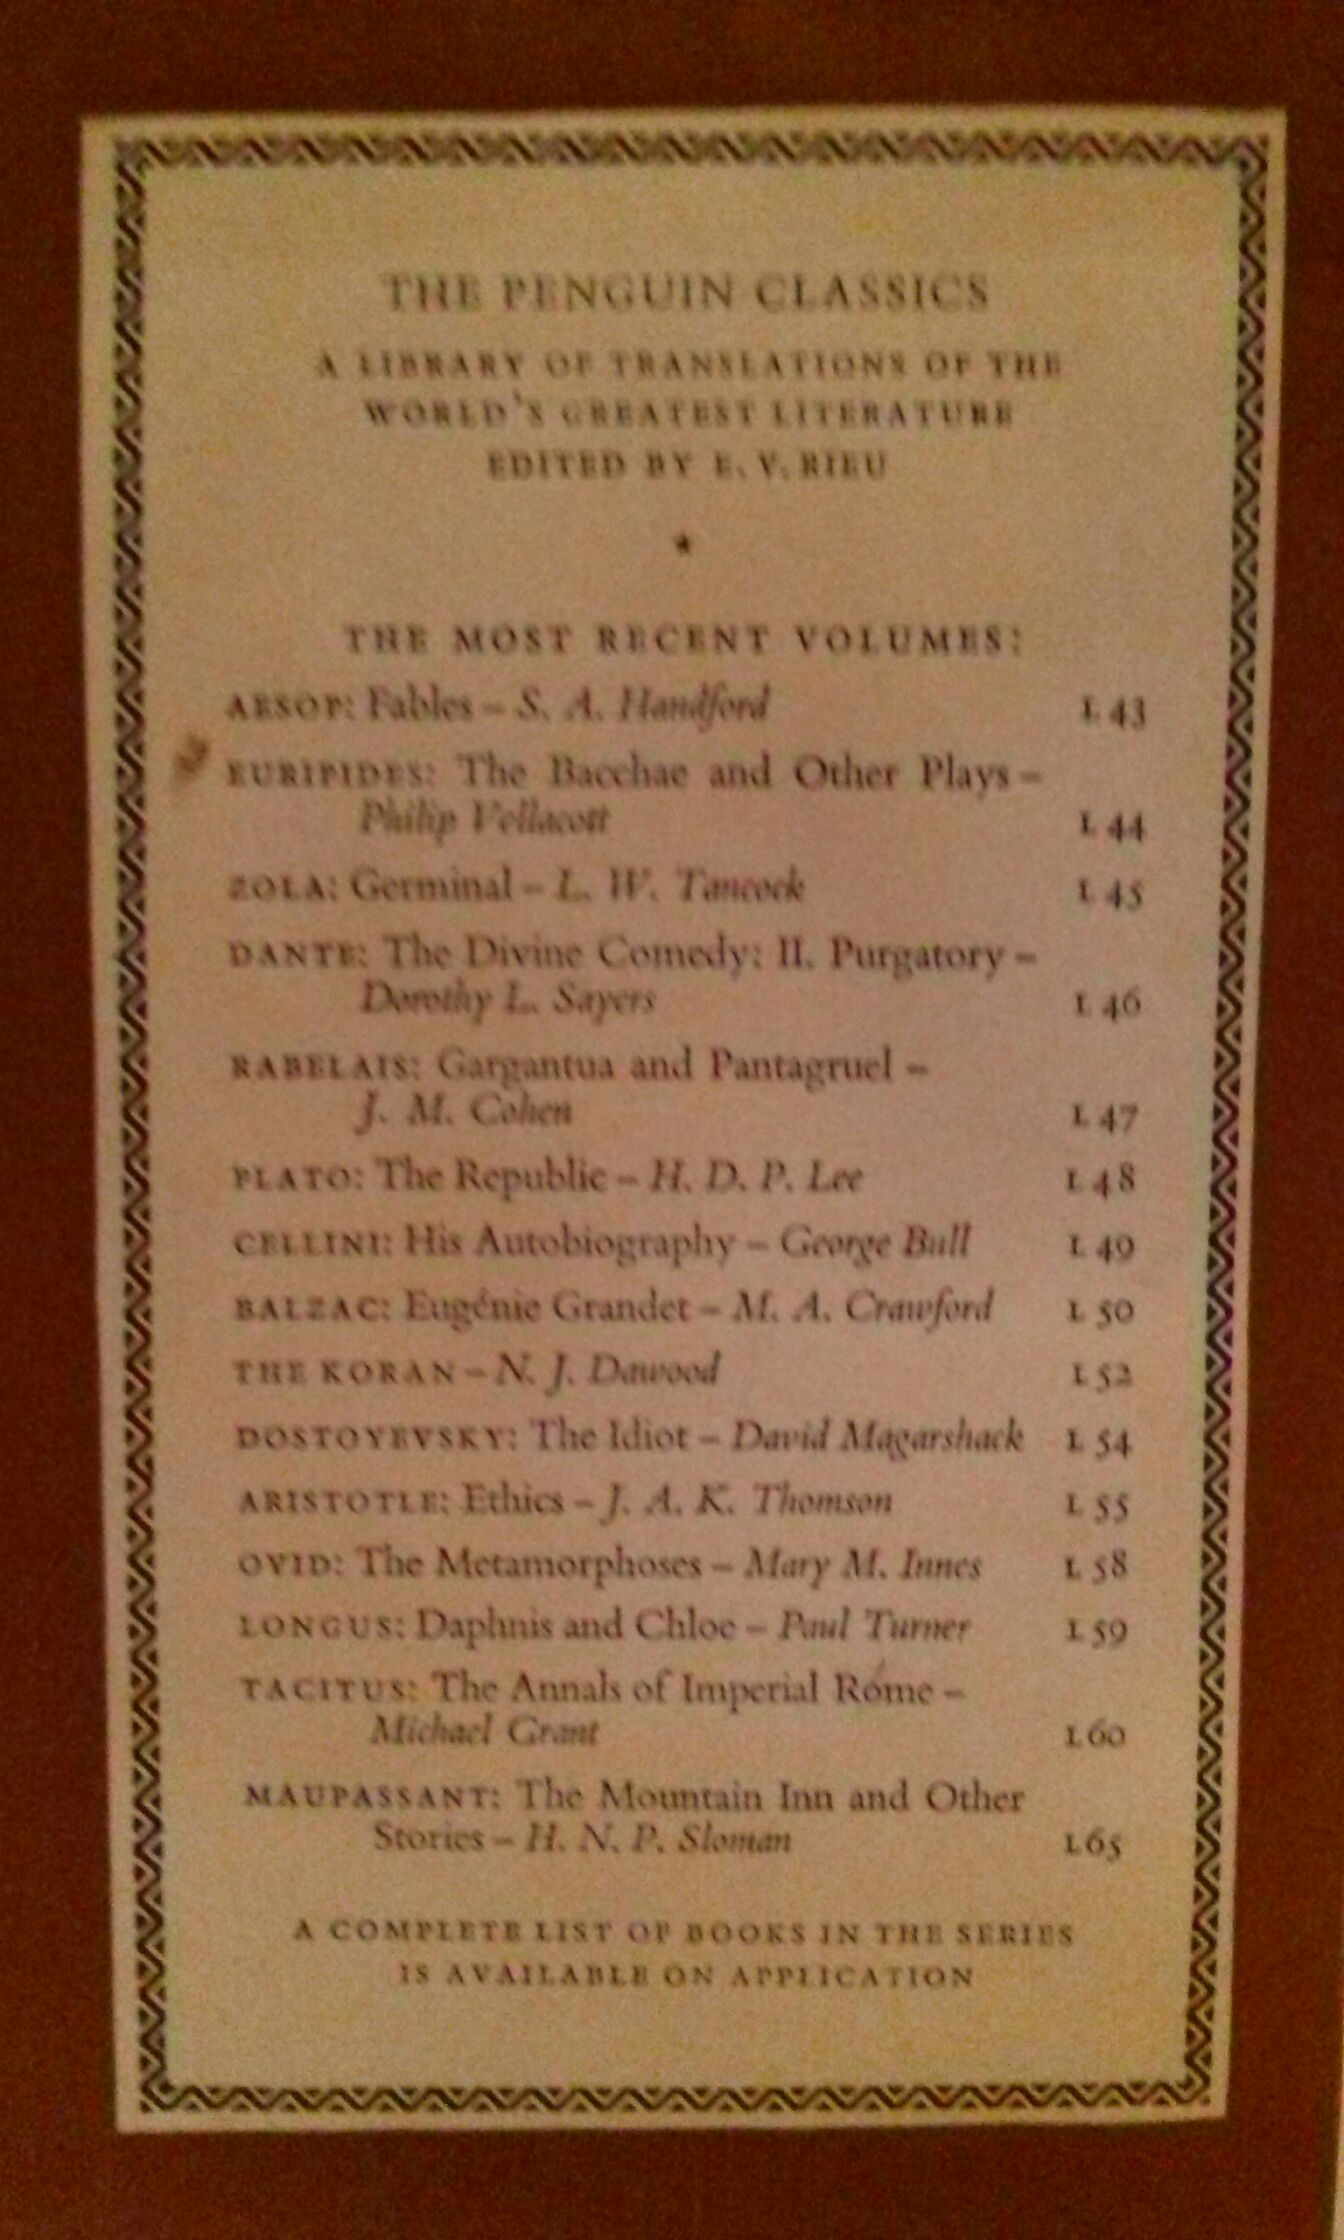 THE PENGUIN CLASSICS
A LIBRARY OF TRANSLATIONS OF THE
WORLD'S GREATEST LITERATURE
EDITED BY E. V. RIEU
★
THE MOST RECENT VOLUMES:
AESOP: Fables – S. A. Handford L 43
EURIPIDES: The Bacchae and Other Plays –
Philip Vellacott L 44
ZOLA: Germinal – L. W. Tancock L 45
DANTE: The Divine Comedy: II. Purgatory –
Dorothy L. Sayers L 46
RABELAIS: Gargantua and Pantagruel –
J. M. Cohen L 47
PLATO: The Republic – H. D. P. Lee L 48
CELLINI: His Autobiography – George Bull L 49
BALZAC: Eugénie Grandet – M. A. Crawford L 50
THE KORAN – N. J. Dawood L 52
DOSTOYEVSKY: The Idiot – David Magarshack L 54
ARISTOTLE: Ethics – J. A. K. Thomson L 55
OVID: The Metamorphoses – Mary M. Innes L 58
LONGUS: Daphnis and Chloe – Paul Turner L 59
TACITUS: The Annals of Imperial Rome –
Michael Grant L 60
MAUPASSANT: The Mountain Inn and Other
Stories – H. N. P. Sloman L 65
A COMPLETE LIST OF BOOKS IN THE SERIES
IS AVAILABLE ON APPLICATION